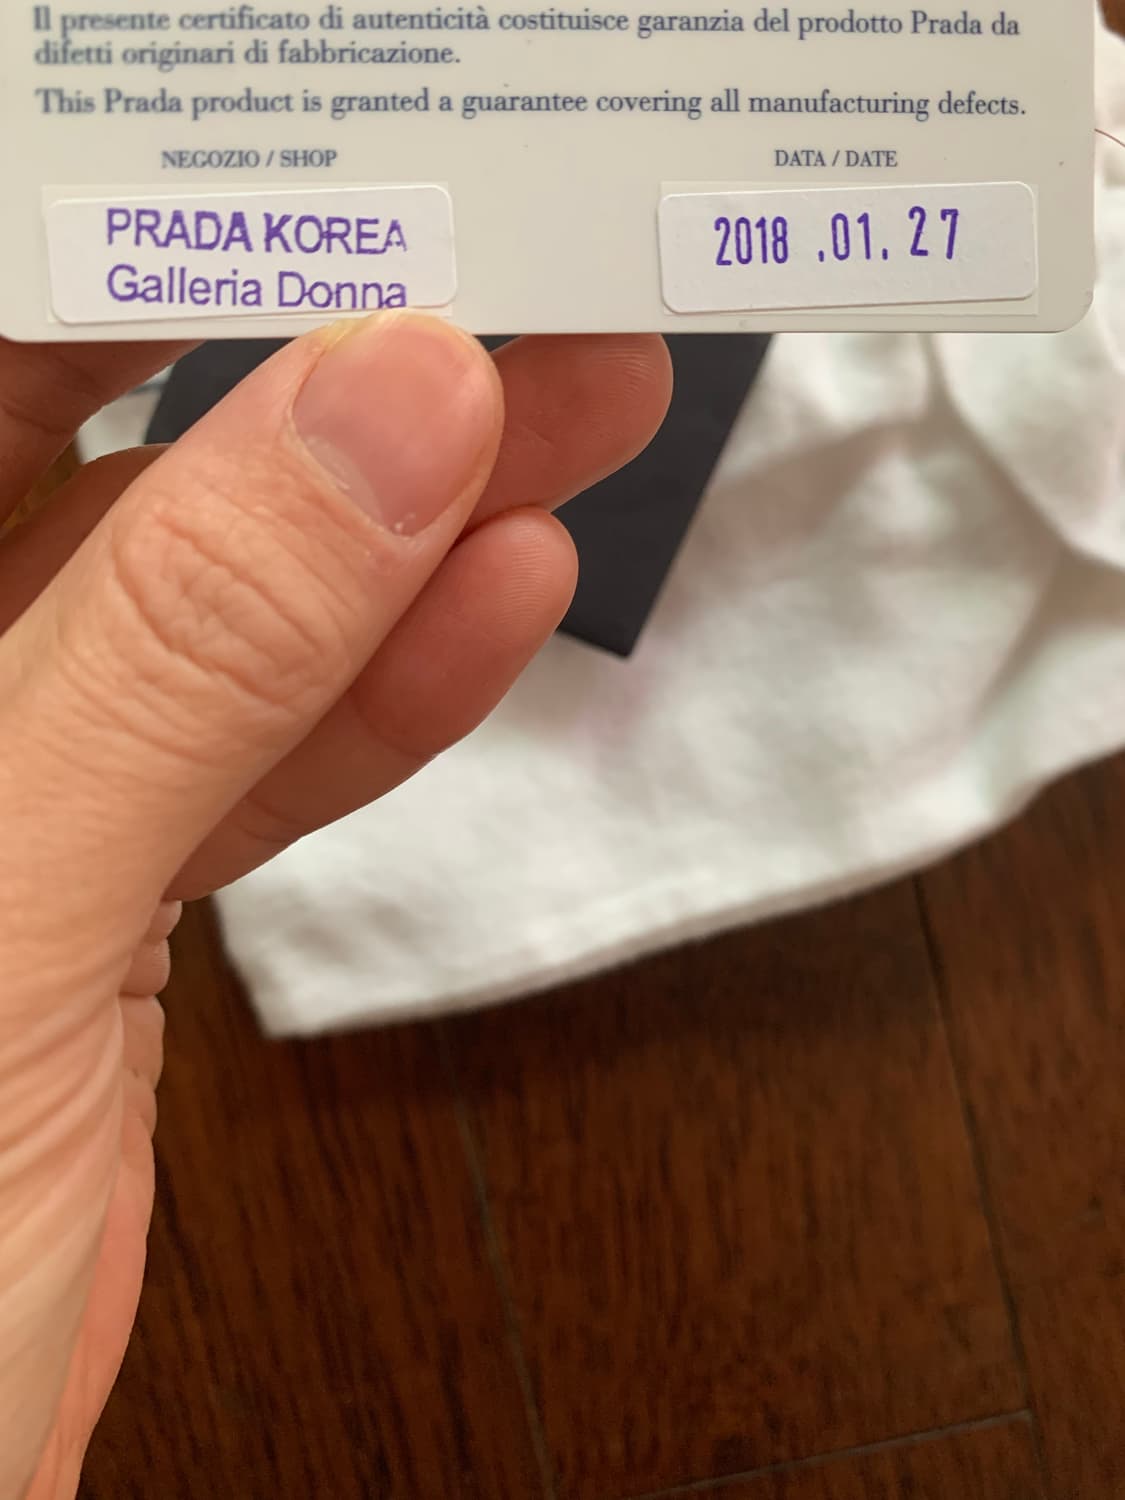 Il presente certificato di autenticità costituisce garanzia del prodotto Prada da
difetti originari di fabbricazione.
This Prada product is granted a guarantee covering all manufacturing defects.
NEGOZIO / SHOP
DATA / DATE
PRADA KOREA
Galleria Donna
2018 .01. 27